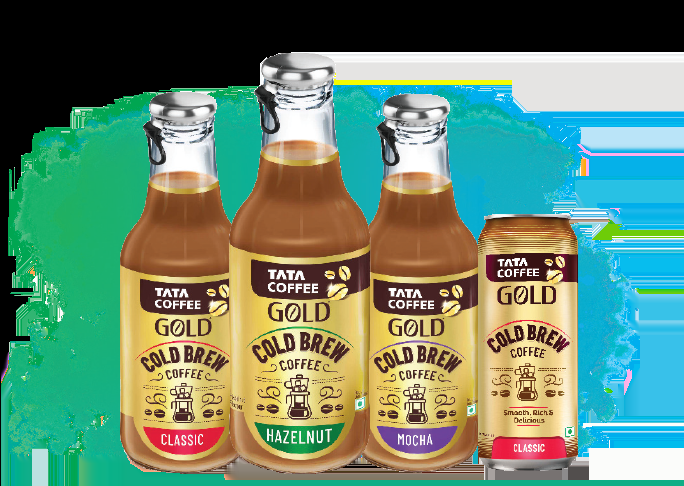 TATA
COFFEE
GOLD
COLD BREW
COFFEE
CLASSIC
TATA
COFFEE
GOLD
COLD BREW
COFFEE
HAZELNUT
TATA
COFFEE
GOLD
COLD BREW
COFFEE
MOCHA
TATA
COFFEE
GOLD
COLD BREW
COFFEE
Smooth, Rich &
Delicious
CLASSIC